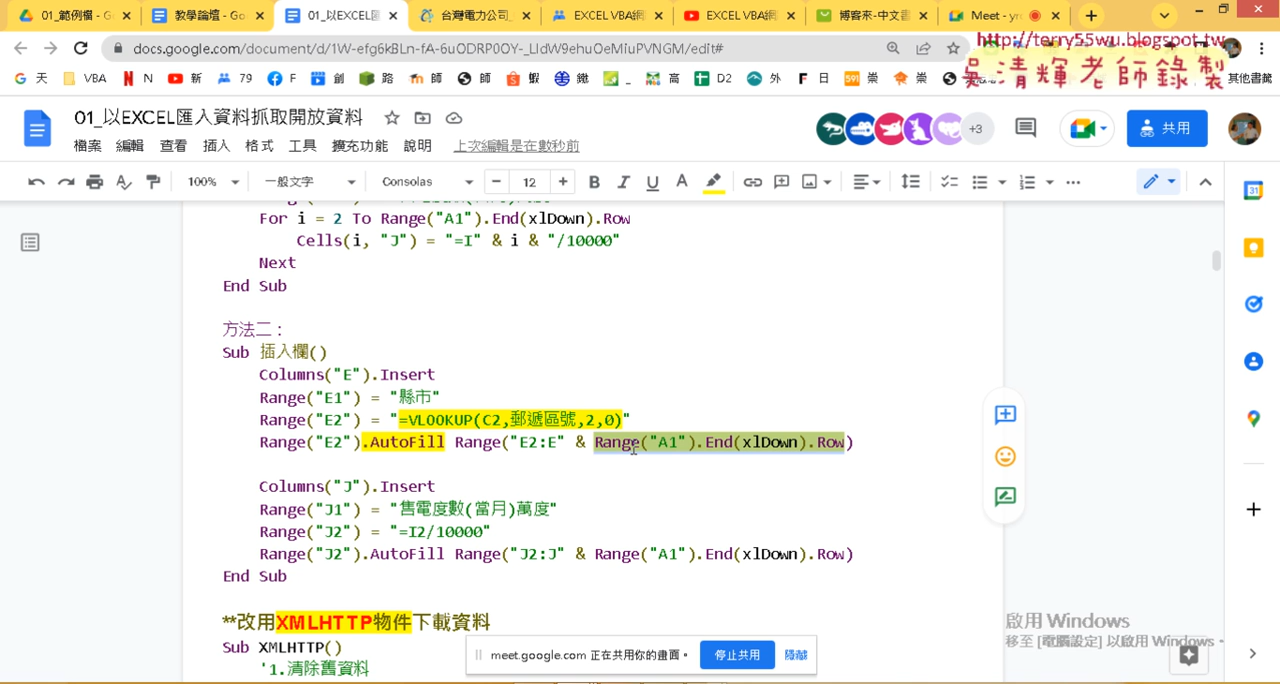 01_範例檔 - Go
教學論壇 - Go
01_以EXCEL匯
台灣電力公司_
EXCEL VBA網
EXCEL VBA網
博客來-中文書
Meet - yr
docs.google.com/document/d/1W-efg6kBLn-fA-6uODRP0OY-_LIdW9ehuOeMiuPVNGM/edit#
http://terry55wu.blogspot.tw
吳清輝老師錄製
天 VBA N 新 79 F 創 路 師 師 蝦 總 _ 高 D2 外 日 崇 崇 其他書籤
01_以EXCEL匯入資料抓取開放資料
+3
共用
檔案 編輯 查看 插入 格式 工具 擴充功能 說明 上次編輯是在數秒前
100% 一般文字 Consolas 12
For i = 2 To Range("A1").End(xlDown).Row
Cells(i, "J") = "=I" & i & "/10000"
Next
End Sub
方法二：
Sub 插入欄()
Columns("E").Insert
Range("E1") = "縣市"
Range("E2") = "=VLOOKUP(C2,郵遞區號,2,0)"
Range("E2").AutoFill Range("E2:E" & Range("A1").End(xlDown).Row)
Columns("J").Insert
Range("J1") = "售電度數(當月)萬度"
Range("J2") = "=I2/10000"
Range("J2").AutoFill Range("J2:J" & Range("A1").End(xlDown).Row)
End Sub
**改用XMLHTTP物件下載資料
Sub XMLHTTP()
'1.清除舊資料
meet.google.com 正在共用你的畫面。 停止共用 隱藏
啟用 Windows
移至 [電腦設定] 以啟用 Windows。